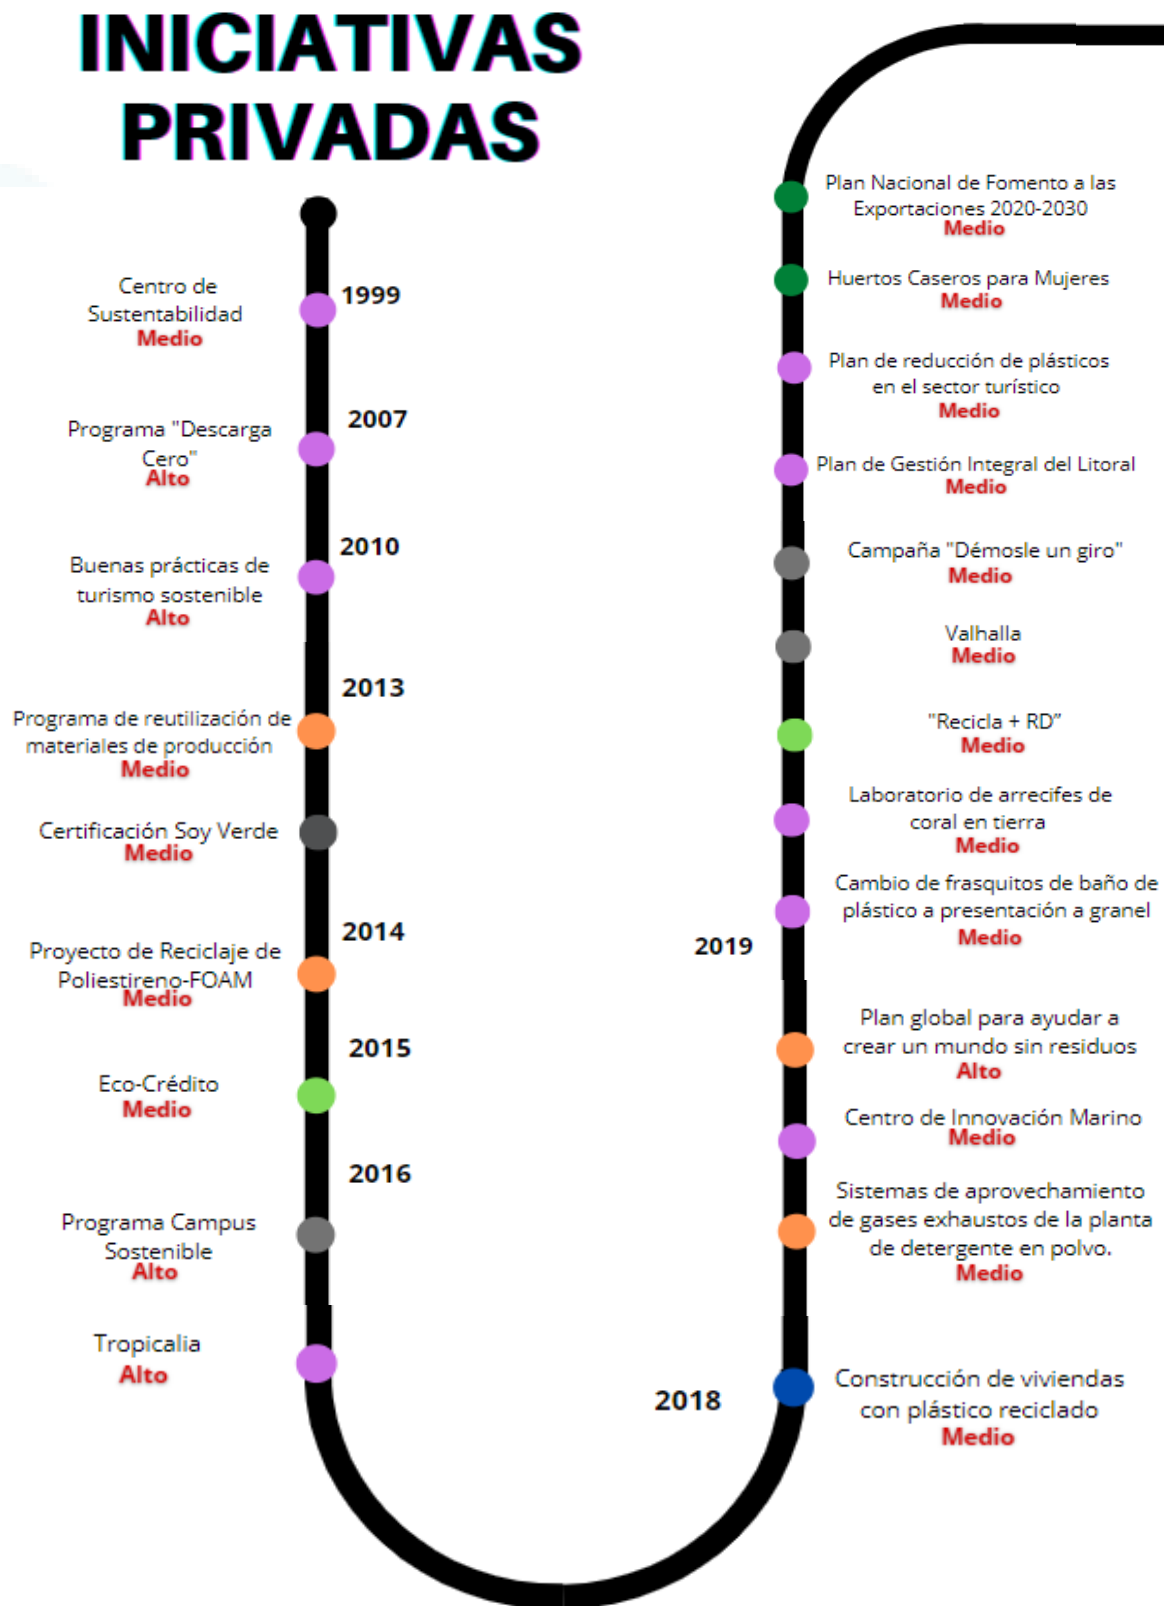 INICIATIVAS
PRIVADAS
1999
Centro de
Sustentabilidad
Medio
2007
Programa "Descarga
Cero"
Alto
2010
Buenas prácticas de
turismo sostenible
Alto
2013
Programa de reutilización de
materiales de producción
Medio
Certificación Soy Verde
Medio
2014
Proyecto de Reciclaje de
Poliestireno-FOAM
Medio
2015
Eco-Crédito
Medio
2016
Programa Campus
Sostenible
Alto
Tropicalia
Alto
2018
Construcción de viviendas
con plástico reciclado
Medio
Sistemas de aprovechamiento
de gases exhaustos de la planta
de detergente en polvo.
Medio
Centro de Innovación Marino
Medio
Plan global para ayudar a
crear un mundo sin residuos
Alto
2019
Cambio de frasquitos de baño de
plástico a presentación a granel
Medio
Laboratorio de arrecifes de
coral en tierra
Medio
"Recicla + RD”
Medio
Valhalla
Medio
Campaña "Démosle un giro"
Medio
Plan de Gestión Integral del Litoral
Medio
Plan de reducción de plásticos
en el sector turístico
Medio
Huertos Caseros para Mujeres
Medio
Plan Nacional de Fomento a las
Exportaciones 2020-2030
Medio